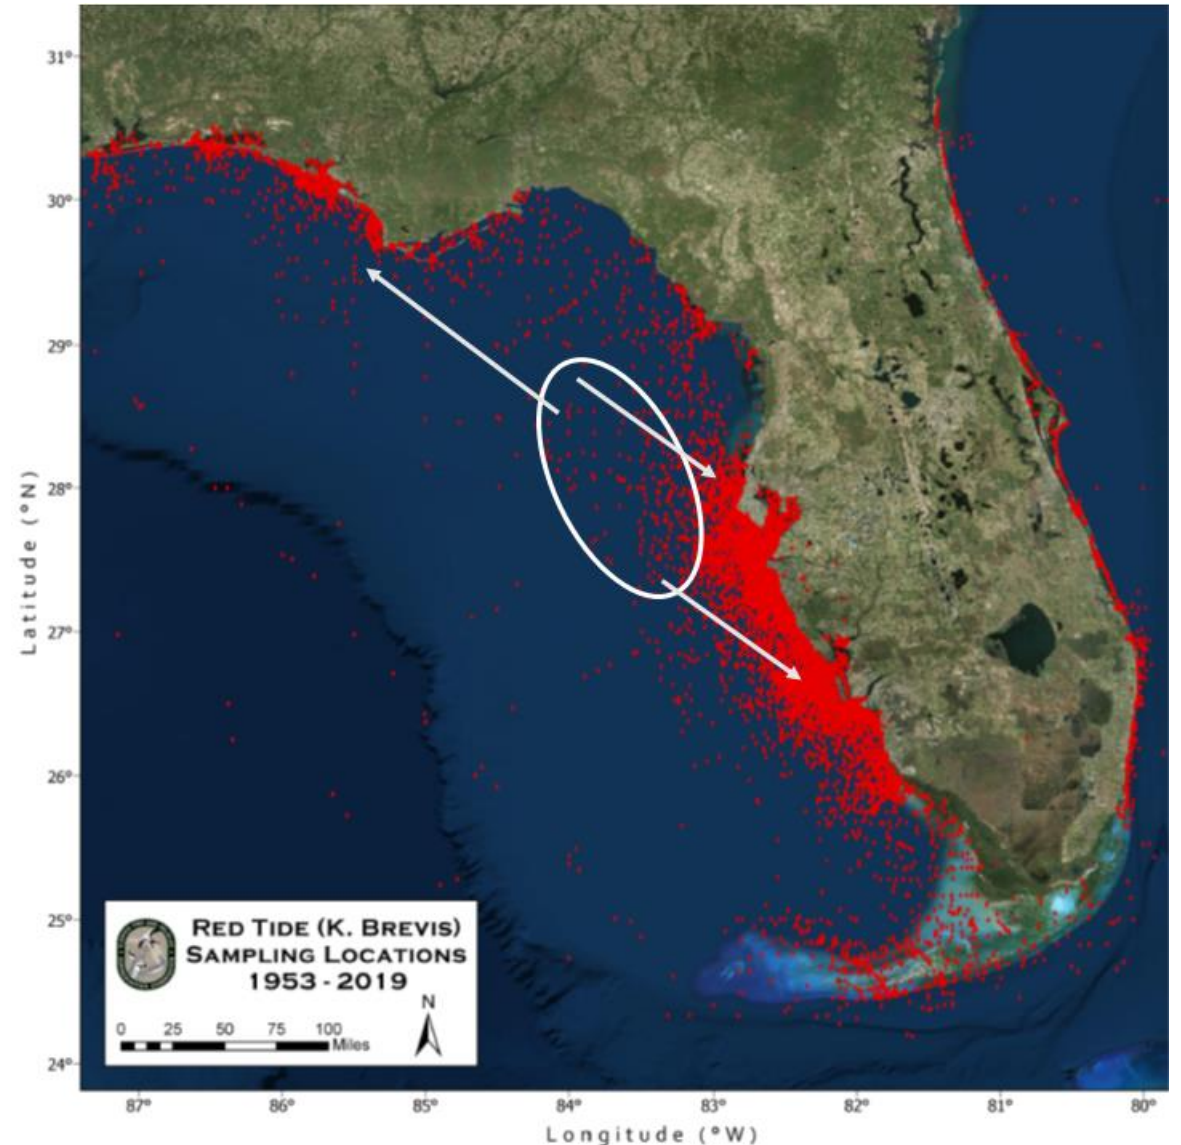 31°
30°
29°
28°
27°
26°
25°
24°
Latitude (°N)
RED TIDE (K. BREVIS)
SAMPLING LOCATIONS
1953 - 2019
N
0 25 50 75 100
Miles
87° 86° 85° 84° 83° 82° 81° 80°
Longitude (°W)